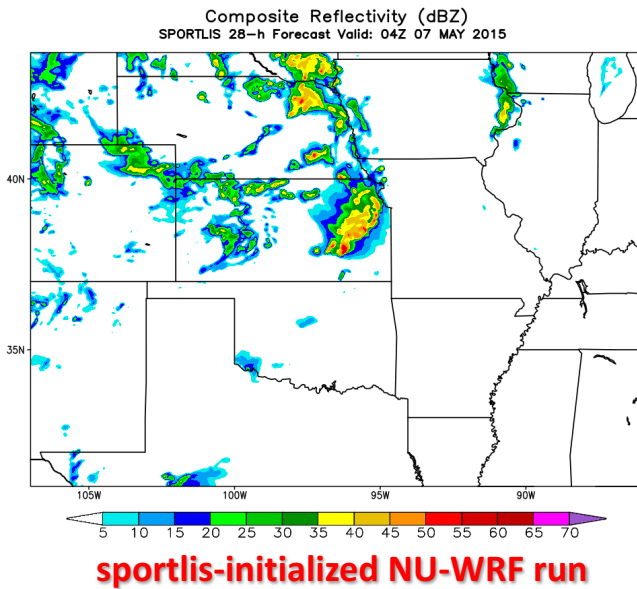 Composite Reflectivity (dBZ)
SPORTLIS 28-h Forecast Valid: 04Z 07 MAY 2015
40N
35N
105W 100W 95W 90W
5 10 15 20 25 30 35 40 45 50 55 60 65 70
sportlis-initialized NU-WRF run